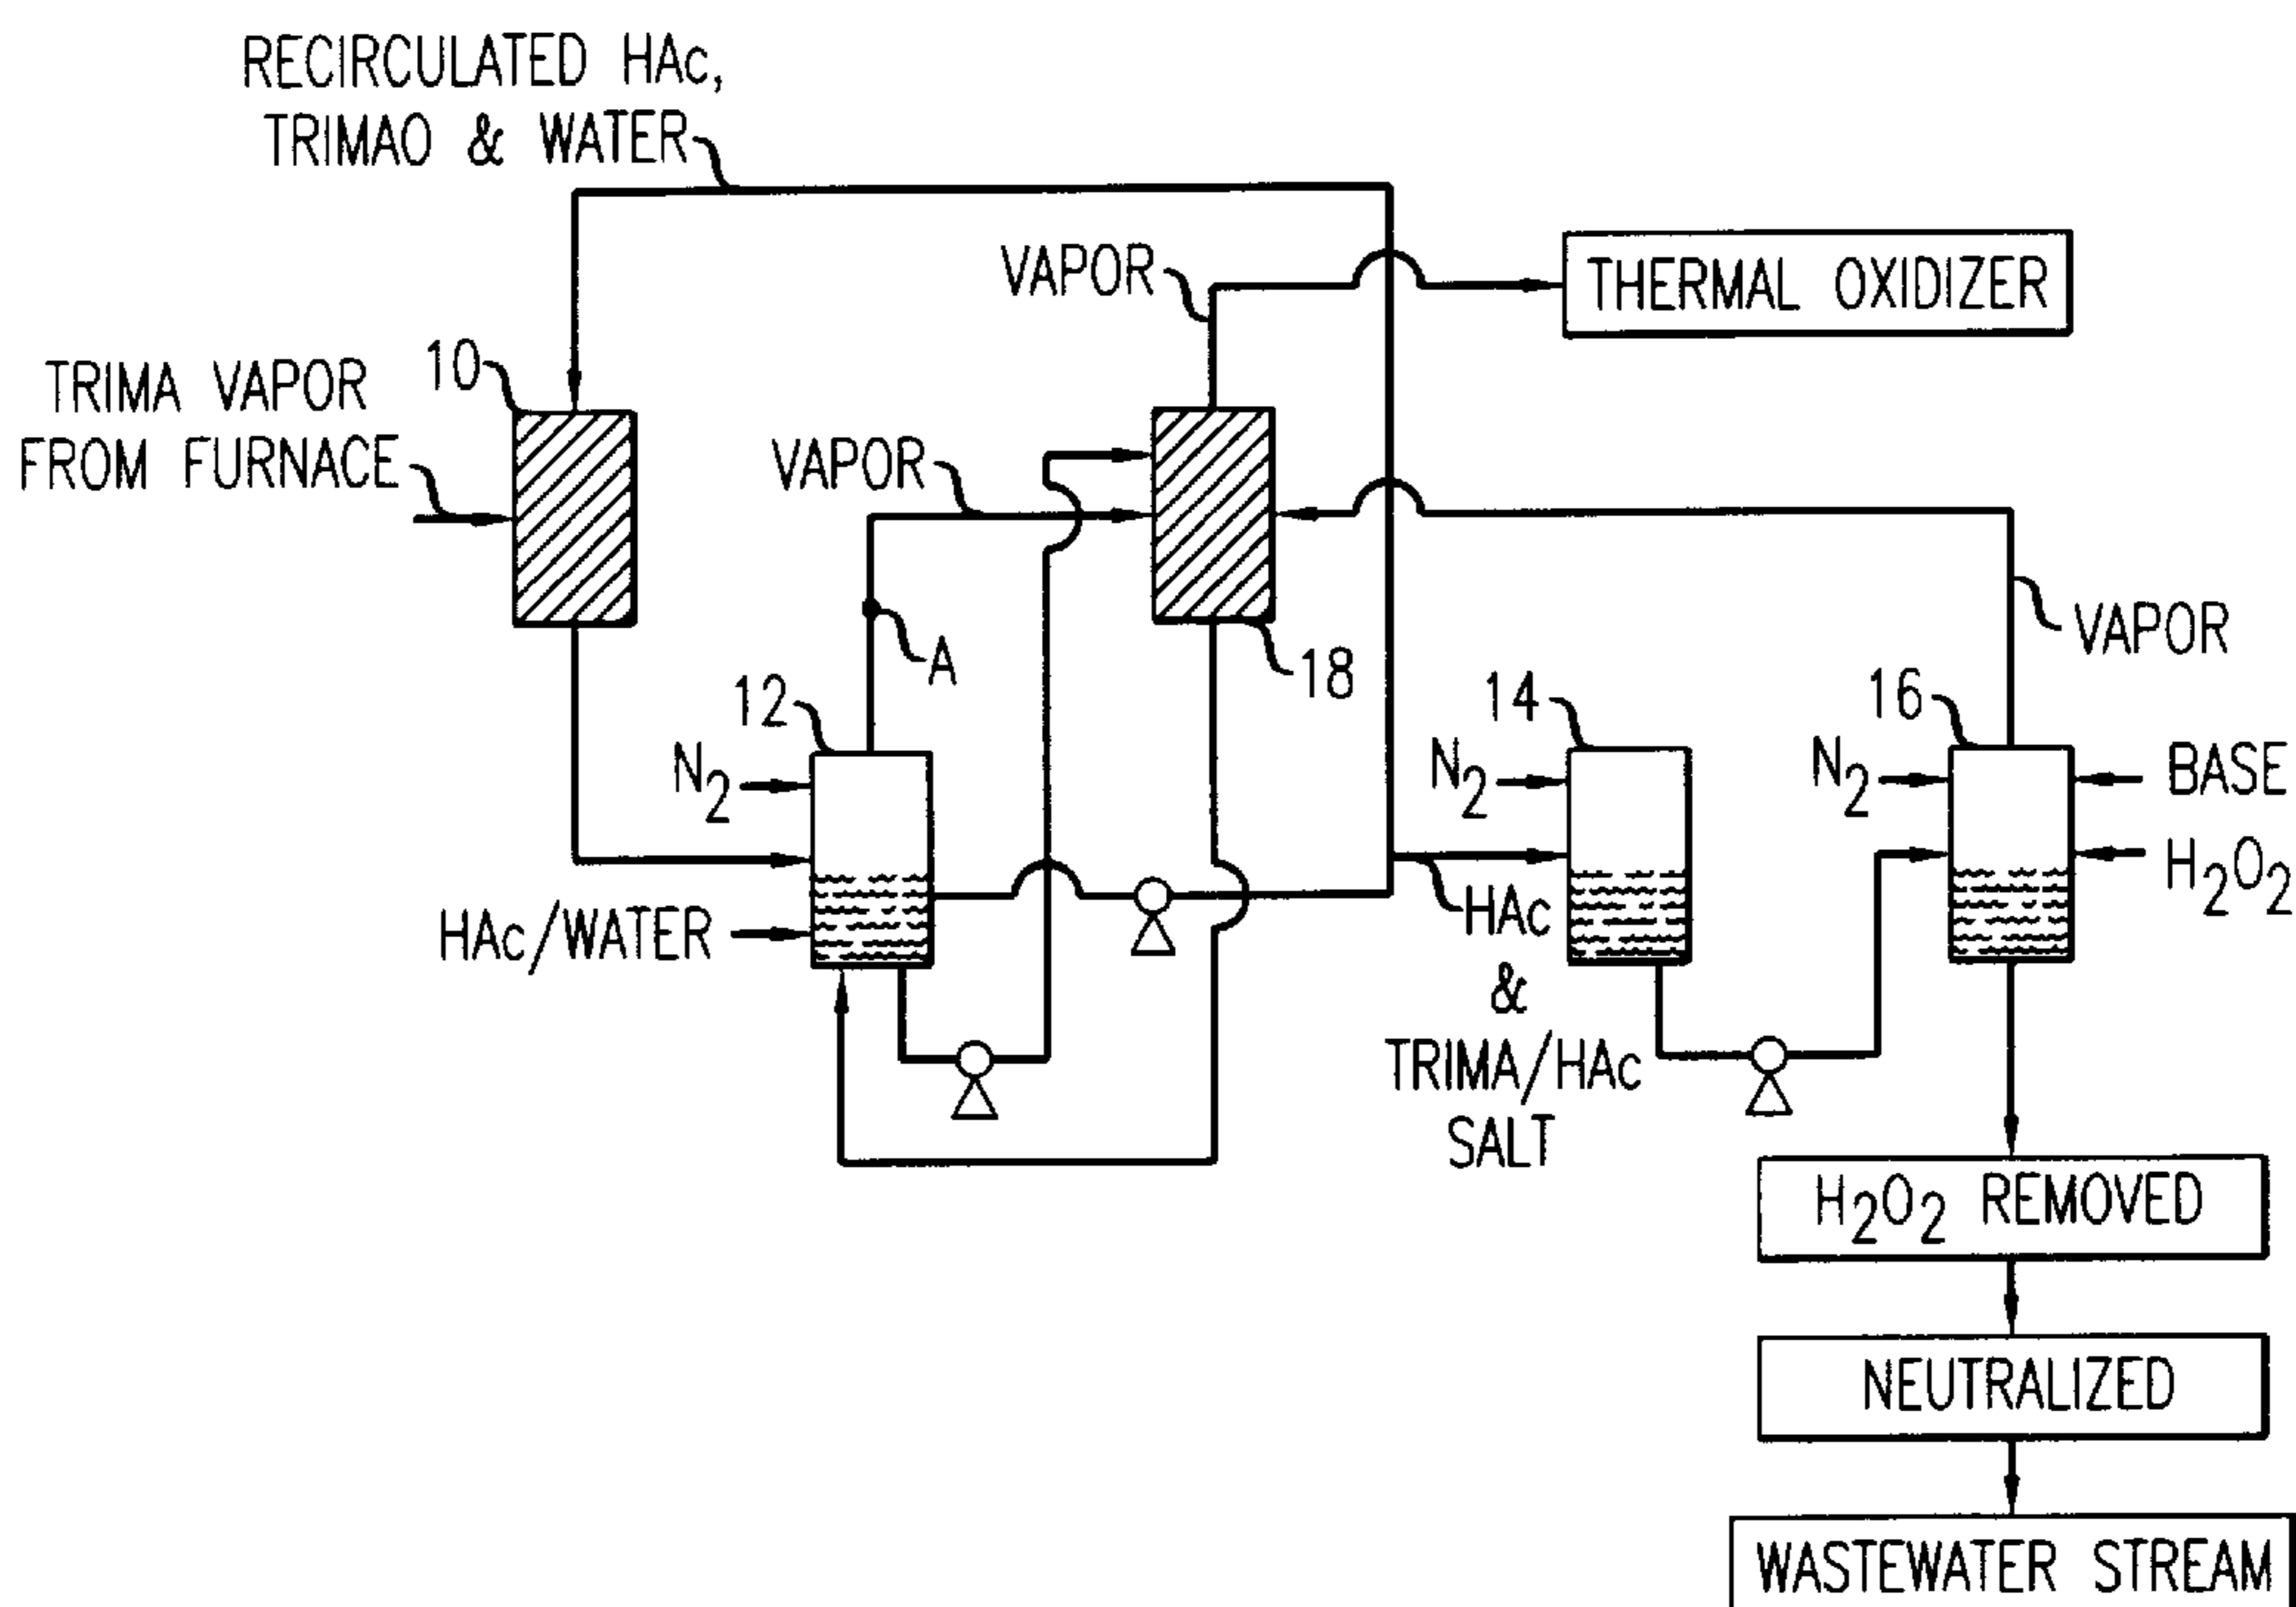 RECIRCULATED HAc,
TRIMAO & WATER
VAPOR
THERMAL OXIDIZER
TRIMA VAPOR
FROM FURNACE
10
VAPOR
A
18
VAPOR
12
14
16
N2
N2
N2
BASE
H2O2
HAc/WATER
HAc
&
TRIMA/HAc
SALT
H2O2 REMOVED
NEUTRALIZED
WASTEWATER STREAM